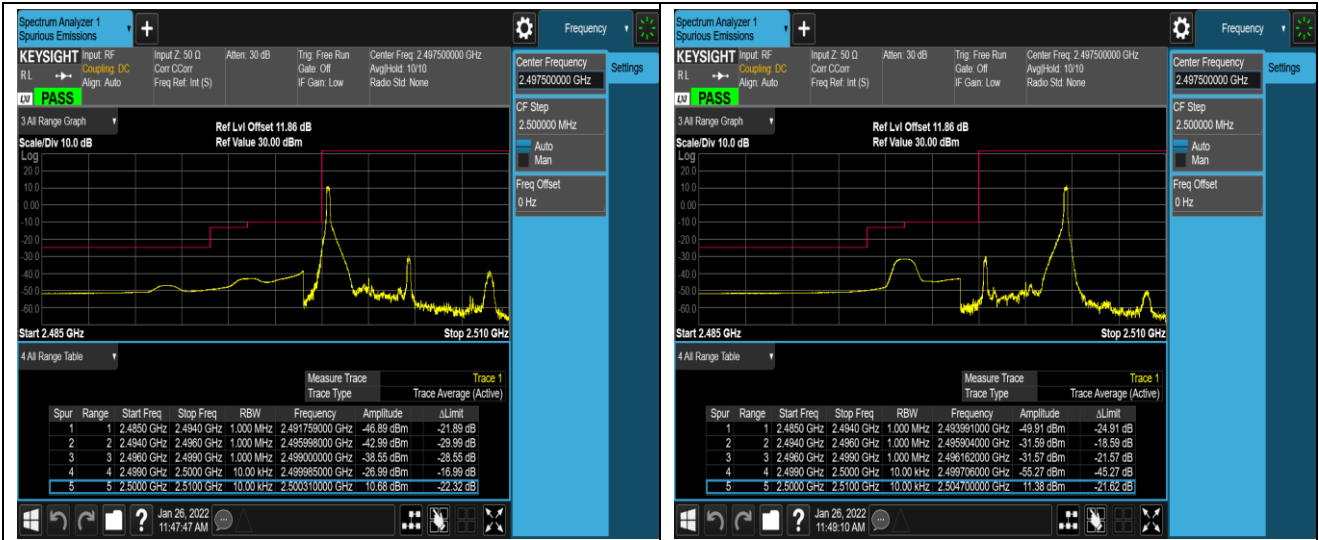 Spectrum Analyzer 1
Spurious Emissions
+
Frequency
KEYSIGHT Input: RF Input Z: 50 Ω Atten: 30 dB Trig: Free Run Center Freq: 2.497500000 GHz
Coupling: DC Corr CCorr Gate: Off Avg|Hold: 10/10
RL Align: Auto Freq Ref: Int (S) IF Gain: Low Radio Std: None
LXI PASS
Center Frequency
2.497500000 GHz
Settings
CF Step
2.500000 MHz
Auto
Man
Freq Offset
0 Hz
3 All Range Graph
Ref Lvl Offset 11.86 dB
Scale/Div 10.0 dB Ref Value 30.00 dBm
Log
20.0
10.0
0.00
-10.0
-20.0
-30.0
-40.0
-50.0
-60.0
Start 2.485 GHz Stop 2.510 GHz
4 All Range Table
Measure Trace Trace 1
Trace Type Trace Average (Active)
Spur Range Start Freq Stop Freq RBW Frequency Amplitude ΔLimit
1 1 2.4850 GHz 2.4940 GHz 1.000 MHz 2.491759000 GHz -46.89 dBm -21.89 dB
2 2 2.4940 GHz 2.4960 GHz 1.000 MHz 2.495998000 GHz -42.99 dBm -29.99 dB
3 3 2.4960 GHz 2.4990 GHz 1.000 MHz 2.499000000 GHz -38.55 dBm -28.55 dB
4 4 2.4990 GHz 2.5000 GHz 10.00 kHz 2.499985000 GHz -26.99 dBm -16.99 dB
5 5 2.5000 GHz 2.5100 GHz 10.00 kHz 2.500310000 GHz 10.68 dBm -22.32 dB
?
Jan 26, 2022
11:47:47 AM
Spectrum Analyzer 1
Spurious Emissions
+
Frequency
KEYSIGHT Input: RF Input Z: 50 Ω Atten: 30 dB Trig: Free Run Center Freq: 2.497500000 GHz
Coupling: DC Corr CCorr Gate: Off Avg|Hold: 10/10
RL Align: Auto Freq Ref: Int (S) IF Gain: Low Radio Std: None
LXI PASS
Center Frequency
2.497500000 GHz
Settings
CF Step
2.500000 MHz
Auto
Man
Freq Offset
0 Hz
3 All Range Graph
Ref Lvl Offset 11.86 dB
Scale/Div 10.0 dB Ref Value 30.00 dBm
Log
20.0
10.0
0.00
-10.0
-20.0
-30.0
-40.0
-50.0
-60.0
Start 2.485 GHz Stop 2.510 GHz
4 All Range Table
Measure Trace Trace 1
Trace Type Trace Average (Active)
Spur Range Start Freq Stop Freq RBW Frequency Amplitude ΔLimit
1 1 2.4850 GHz 2.4940 GHz 1.000 MHz 2.493991000 GHz -49.91 dBm -24.91 dB
2 2 2.4940 GHz 2.4960 GHz 1.000 MHz 2.495904000 GHz -31.59 dBm -18.59 dB
3 3 2.4960 GHz 2.4990 GHz 1.000 MHz 2.496162000 GHz -31.57 dBm -21.57 dB
4 4 2.4990 GHz 2.5000 GHz 10.00 kHz 2.499706000 GHz -55.27 dBm -45.27 dB
5 5 2.5000 GHz 2.5100 GHz 10.00 kHz 2.504700000 GHz 11.38 dBm -21.62 dB
?
Jan 26, 2022
11:49:10 AM